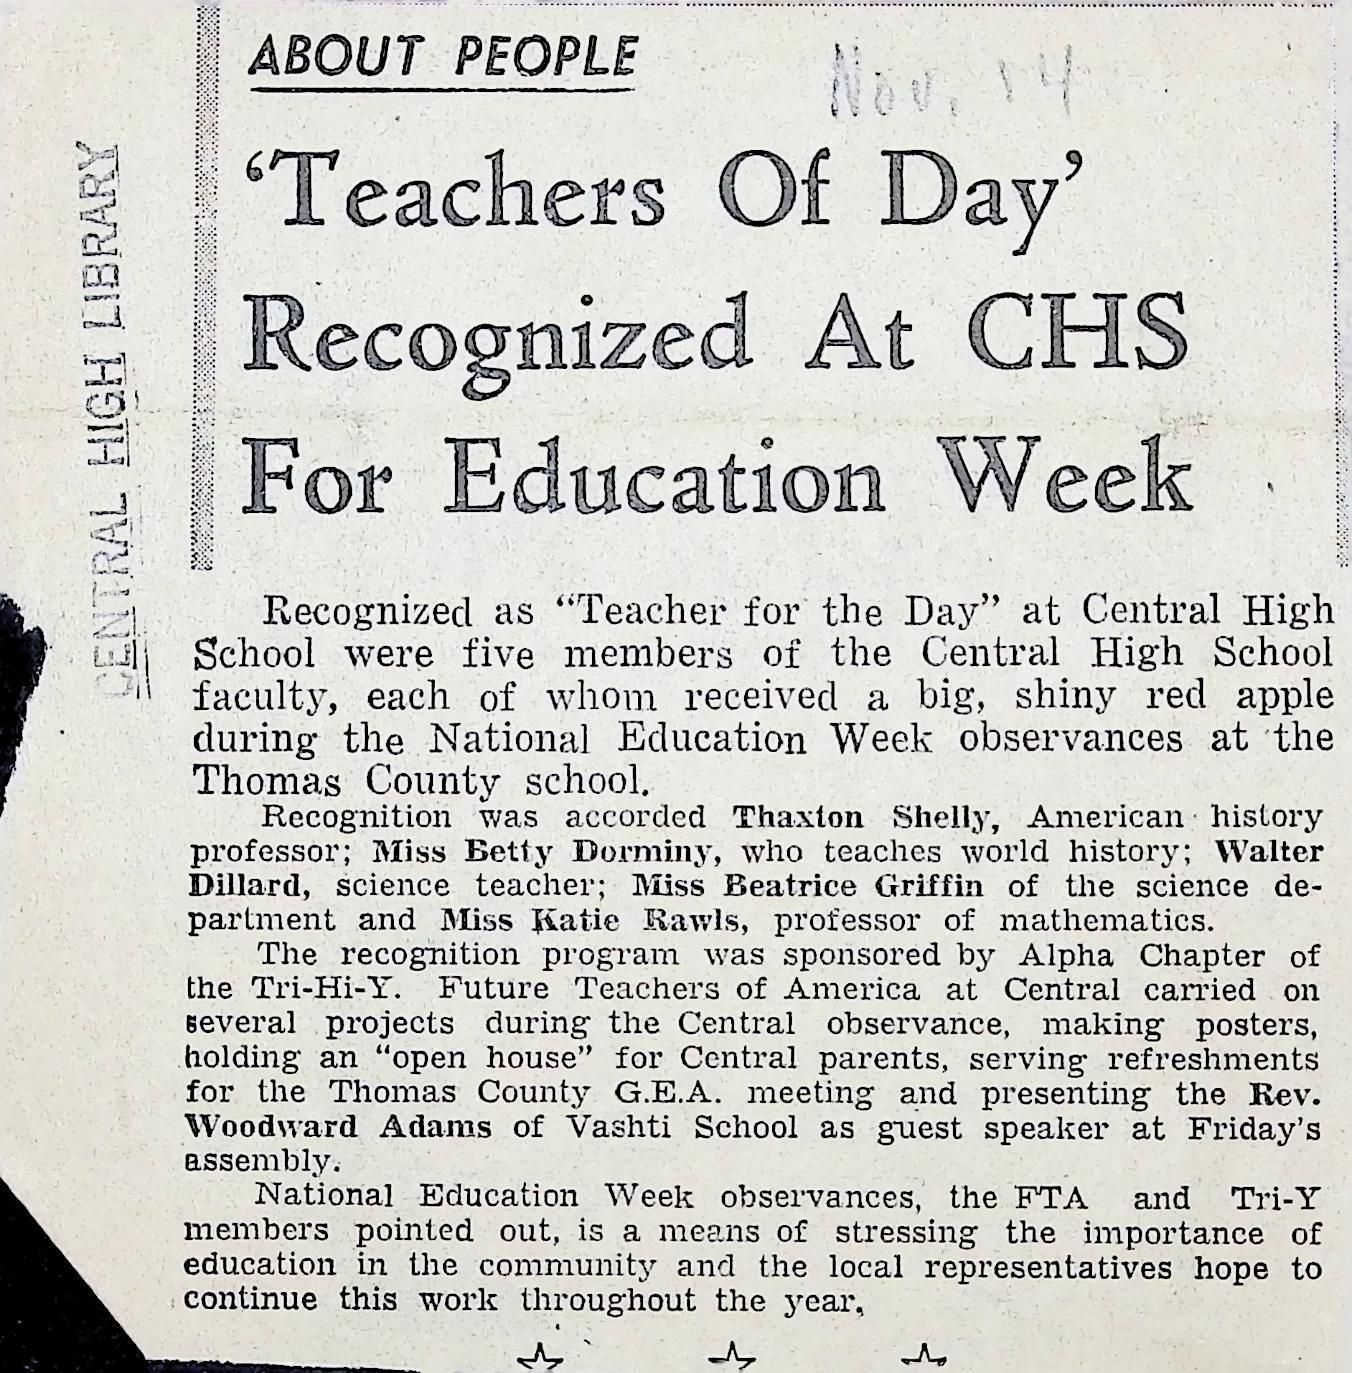 ABOUT PEOPLE
Nov. 14
CENTRAL HIGH LIBRARY
‘Teachers Of Day’
Recognized At CHS
For Education Week
Recognized as “Teacher for the Day” at Central High
School were five members of the Central High School
faculty, each of whom received a big, shiny red apple
during the National Education Week observances at the
Thomas County school.
Recognition was accorded Thaxton Shelly, American history
professor; Miss Betty Dorminy, who teaches world history; Walter
Dillard, science teacher; Miss Beatrice Griffin of the science de-
partment and Miss Katie Rawls, professor of mathematics.
The recognition program was sponsored by Alpha Chapter of
the Tri-Hi-Y. Future Teachers of America at Central carried on
several projects during the Central observance, making posters,
holding an “open house” for Central parents, serving refreshments
for the Thomas County G.E.A. meeting and presenting the Rev.
Woodward Adams of Vashti School as guest speaker at Friday’s
assembly.
National Education Week observances, the FTA and Tri-Y
members pointed out, is a means of stressing the importance of
education in the community and the local representatives hope to
continue this work throughout the year.